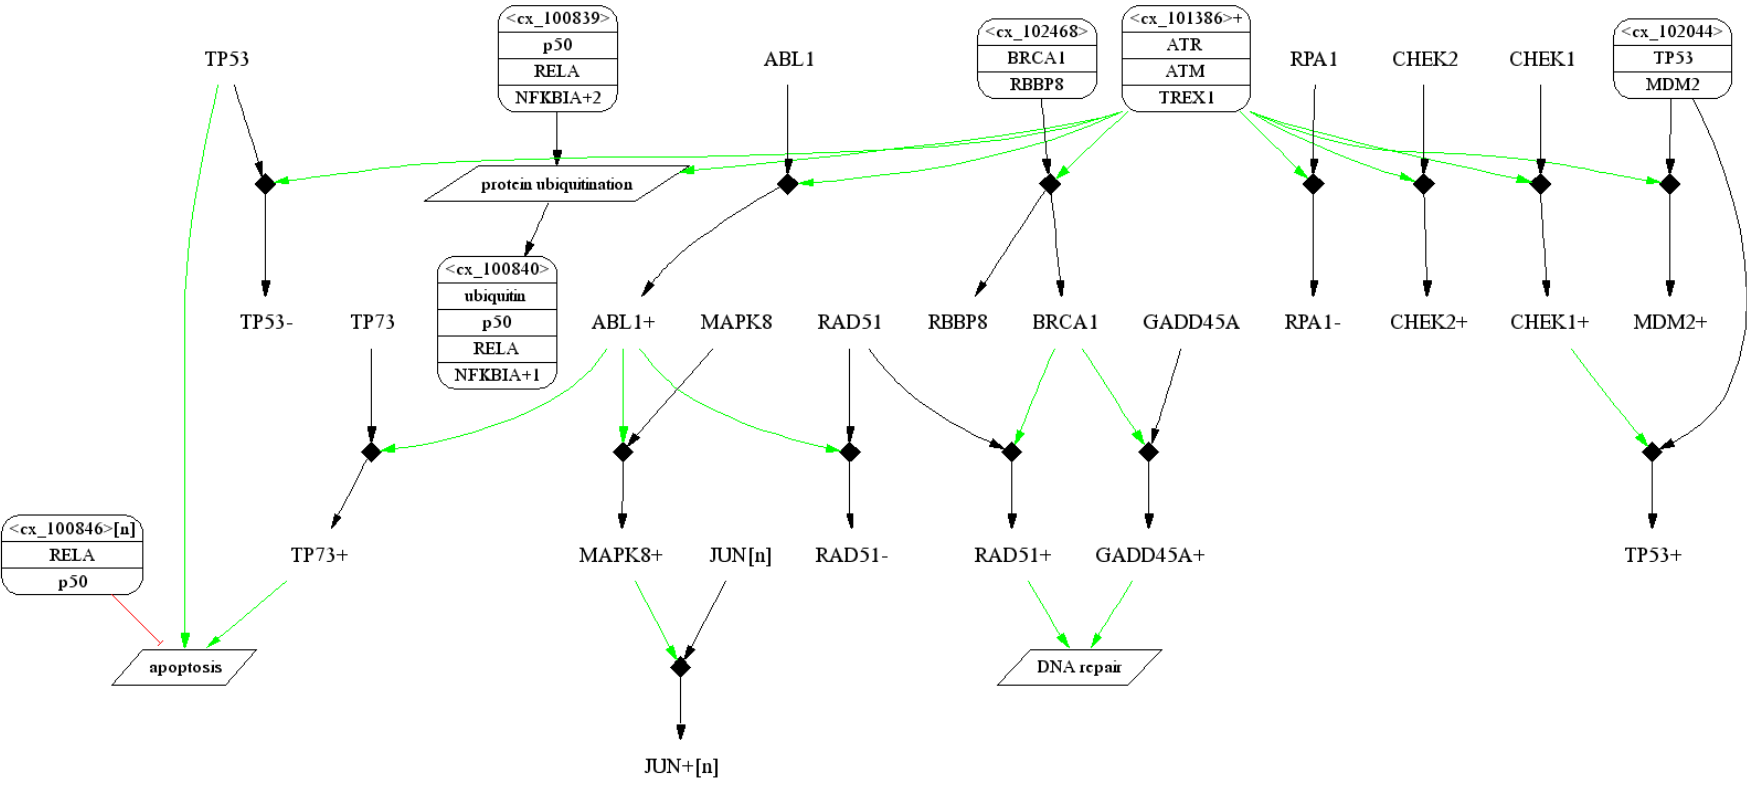 <cx_100839>
p50
RELA
NFKBIA+2
<cx_102468>
BRCA1
RBBP8
<cx_101386>+
ATR
ATM
TREX1
<cx_102044>
TP53
MDM2
TP53
ABL1
RPA1
CHEK2
CHEK1
protein ubiquitination
<cx_100840>
ubiquitin
p50
RELA
NFKBIA+1
TP53-
TP73
ABL1+
MAPK8
RAD51
RBBP8
BRCA1
GADD45A
RPA1-
CHEK2+
CHEK1+
MDM2+
<cx_100846>[n]
RELA
p50
TP73+
MAPK8+
JUN[n]
RAD51-
RAD51+
GADD45A+
TP53+
apoptosis
DNA repair
JUN+[n]